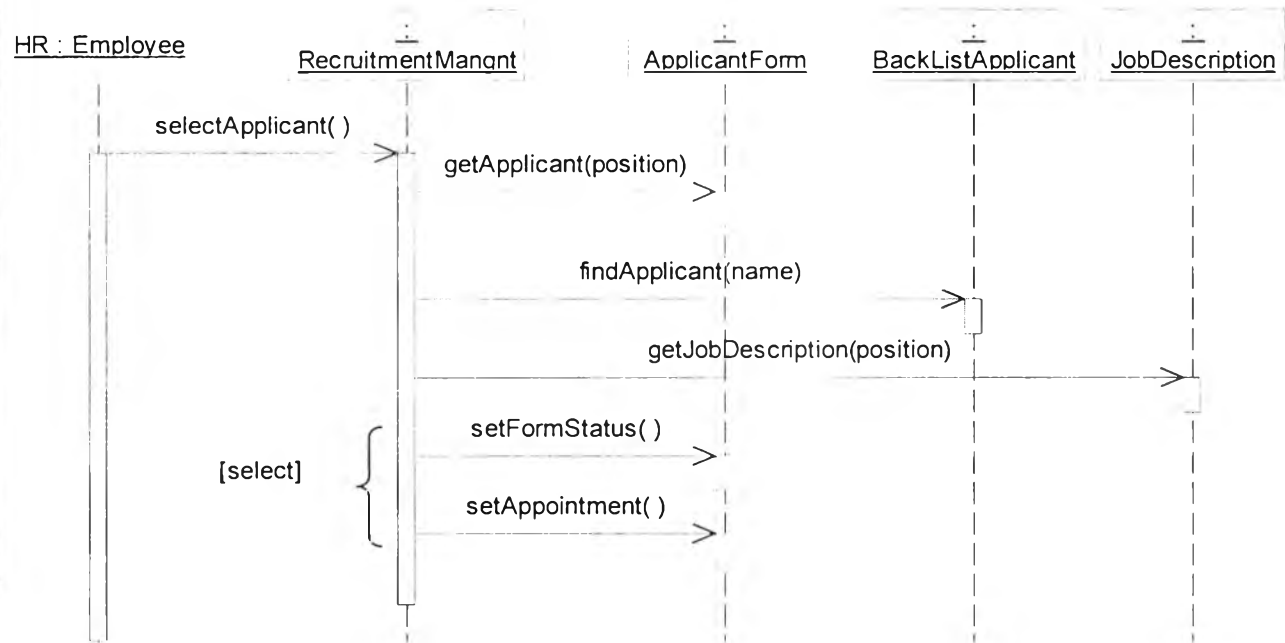 HR : Employee
:
RecruitmentMangnt
:
ApplicantForm
:
BackListApplicant
:
JobDescription
selectApplicant( )
getApplicant(position)
findApplicant(name)
getJobDescription(position)
setFormStatus( )
[select]
setAppointment( )